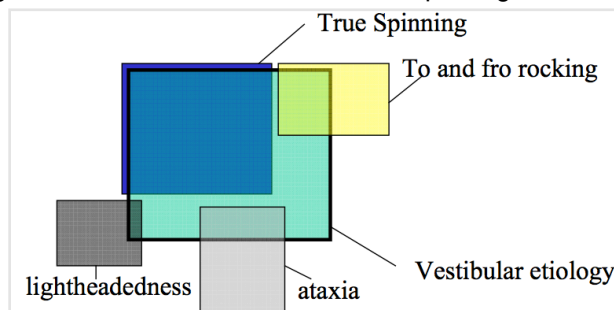 True Spinning
To and fro rocking
Vestibular etiology
lightheadedness
ataxia